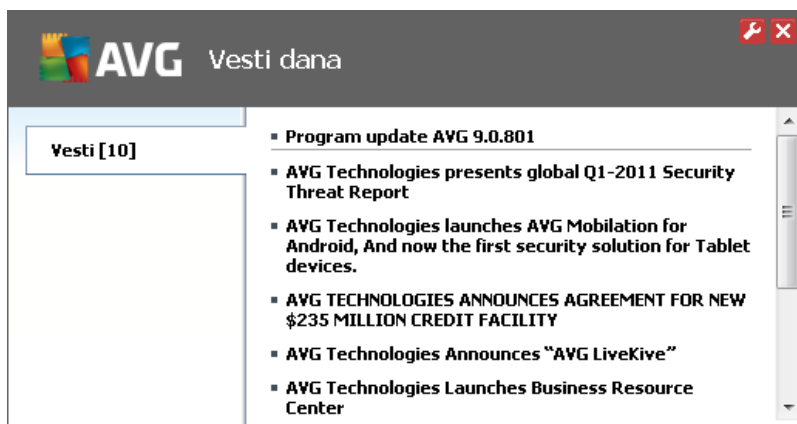 AVG Vesti dana
Vesti [10]
Program update AVG 9.0.801
AVG Technologies presents global Q1-2011 Security
Threat Report
AVG Technologies launches AVG Mobilation for
Android, And now the first security solution for Tablet
devices.
AVG TECHNOLOGIES ANNOUNCES AGREEMENT FOR NEW
$235 MILLION CREDIT FACILITY
AVG Technologies Announces “AVG LiveKive”
AVG Technologies Launches Business Resource
Center